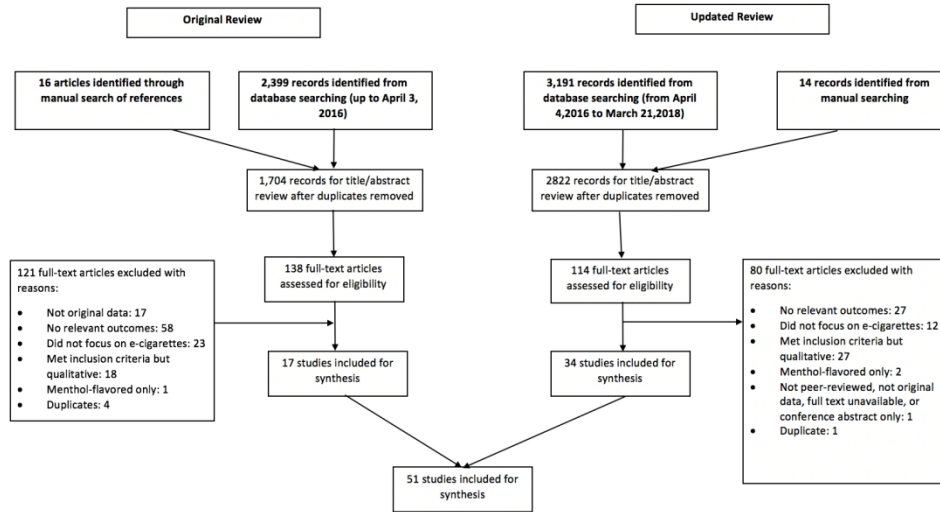 Original Review
Updated Review
16 articles identified through
manual search of references
2,399 records identified from
database searching (up to April 3,
2016)
3,191 records identified from
database searching (from April
4,2016 to March 21,2018)
14 records identified from
manual searching
1,704 records for title/abstract
review after duplicates removed
2822 records for title/abstract
review after duplicates removed
121 full-text articles excluded with
reasons:
• Not original data: 17
• No relevant outcomes: 58
• Did not focus on e-cigarettes: 23
• Met inclusion criteria but
qualitative: 18
• Menthol-flavored only: 1
• Duplicates: 4
138 full-text articles
assessed for eligibility
114 full-text articles
assessed for eligibility
80 full-text articles excluded with
reasons:
• No relevant outcomes: 27
• Did not focus on e-cigarettes: 12
• Met inclusion criteria but
qualitative: 27
• Menthol-flavored only: 2
• Not peer-reviewed, not original
data, full text unavailable, or
conference abstract only: 1
• Duplicate: 1
17 studies included for
synthesis
34 studies included for
synthesis
51 studies included for
synthesis